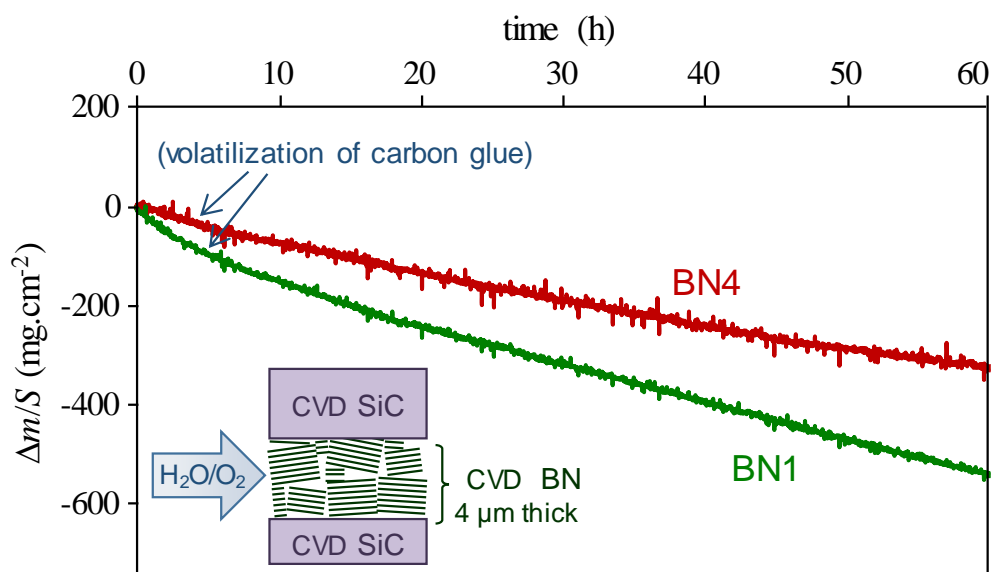 time (h)
0 10 20 30 40 50 60
200
0
-200
-400
-600
Δm/S (mg.cm-2)
(volatilization of carbon glue)
BN4
BN1
CVD SiC
H2O/O2
CVD BN
4 µm thick
CVD SiC